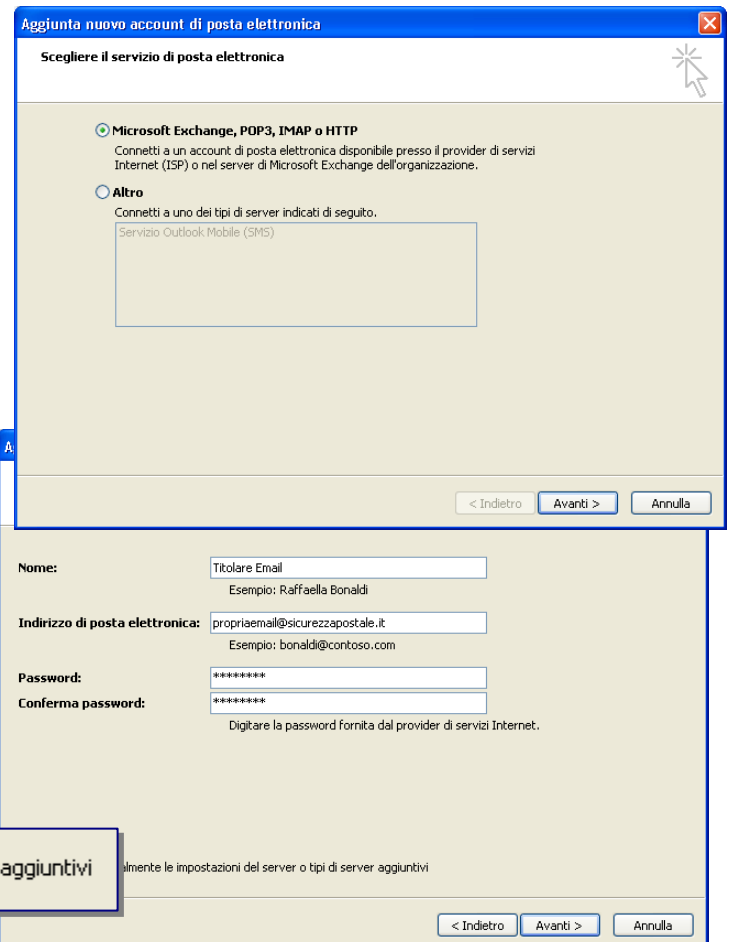 Aggiunta nuovo account di posta elettronica
Scegliere il servizio di posta elettronica
Microsoft Exchange, POP3, IMAP o HTTP
Connetti a un account di posta elettronica disponibile presso il provider di servizi
Internet (ISP) o nel server di Microsoft Exchange dell'organizzazione.
Altro
Connetti a uno dei tipi di server indicati di seguito.
Servizio Outlook Mobile (SMS)
< Indietro Avanti > Annulla
Nome: Titolare Email
Esempio: Raffaella Bonaldi
Indirizzo di posta elettronica: propriaemail@sicurezzapostale.it
Esempio: bonaldi@contoso.com
Password: ********
Conferma password: ********
Digitare la password fornita dal provider di servizi Internet.
aggiuntivi
almente le impostazioni del server o tipi di server aggiuntivi
< Indietro Avanti > Annulla